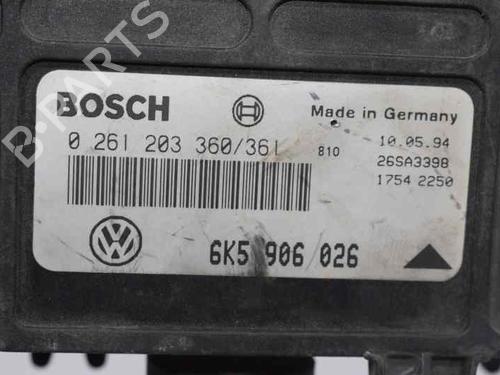 BOSCH
Made in Germany
0 261 203 360/361
810
10.05.94
26SA3398
1754 2250
6K5 906 026
B-PARTS